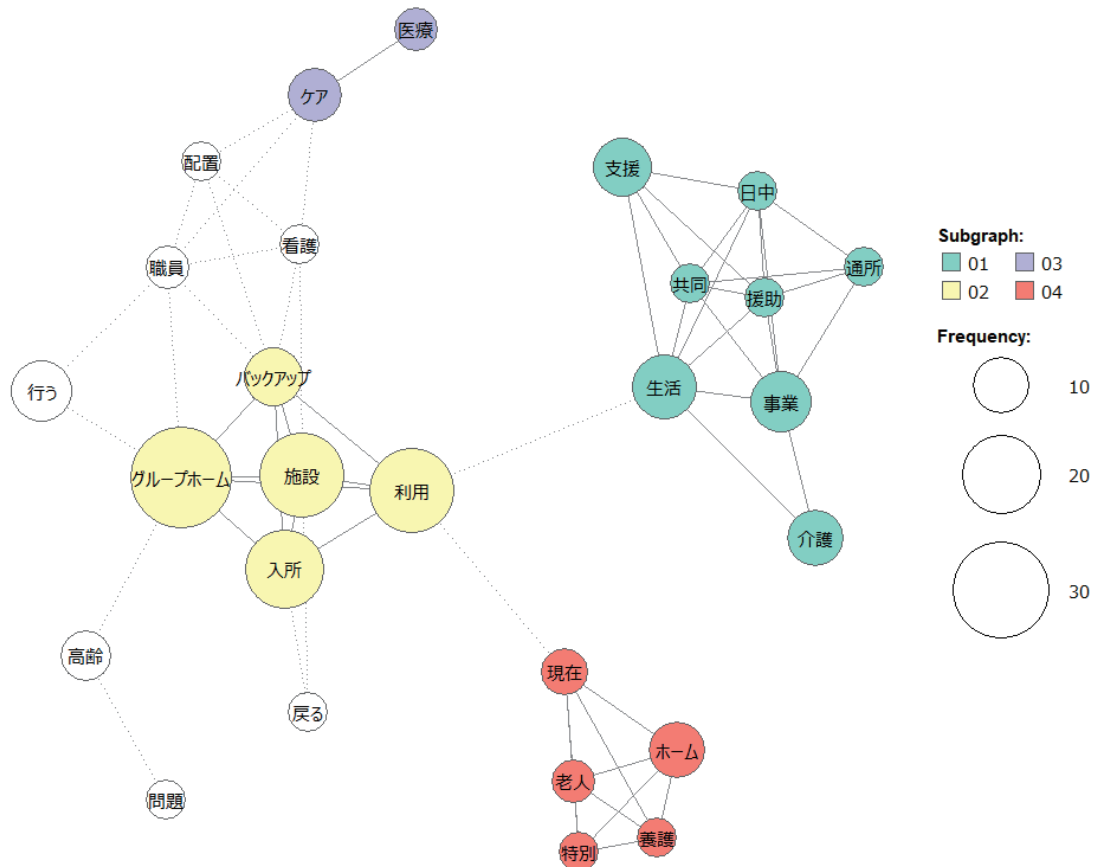 医療
ケア
配置
支援
日中
看護
職員
通所
共同
援助
Subgraph:
01
03
02
04
Frequency:
10
20
30
バックアップ
行う
生活
事業
グループホーム
施設
利用
介護
入所
高齢
現在
戻る
ホーム
老人
問題
養護
特別